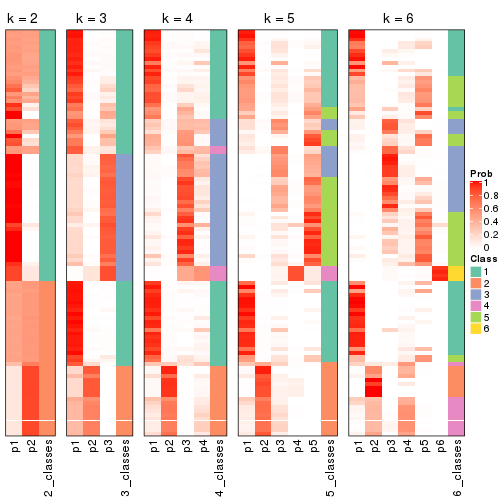 k = 2
k = 3
k = 4
k = 5
k = 6
Prob
1
0.8
0.6
0.4
0.2
0
Class
1
2
3
4
5
6
p1
p2
2_classes
p1
p2
p3
3_classes
p1
p2
p3
p4
4_classes
p1
p2
p3
p4
p5
5_classes
p1
p2
p3
p4
p5
p6
6_classes